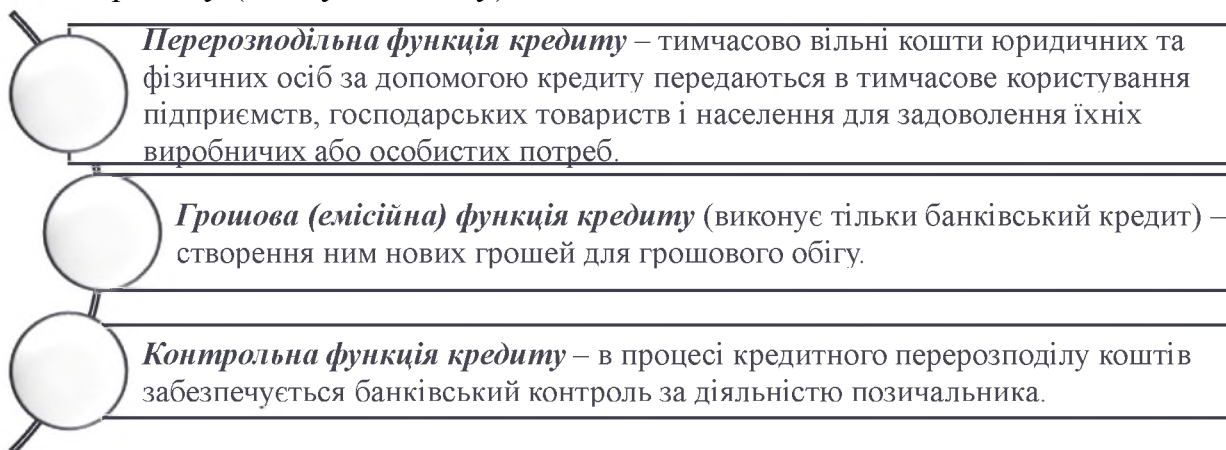 Перерозподільна функція кредиту – тимчасово вільні кошти юридичних та
фізичних осіб за допомогою кредиту передаються в тимчасове користування
підприємств, господарських товариств і населення для задоволення їхніх
виробничих або особистих потреб.
Грошова (емісійна) функція кредиту (виконує тільки банківський кредит) –
створення ним нових грошей для грошового обігу.
Контрольна функція кредиту – в процесі кредитного перерозподілу коштів
забезпечується банківський контроль за діяльністю позичальника.